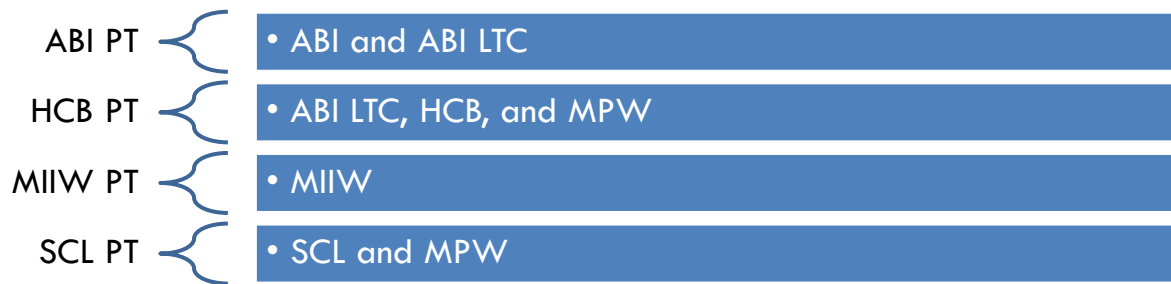 ABI PT • ABI and ABI LTC
HCB PT • ABI LTC, HCB, and MPW
MIIW PT • MIIW
SCL PT • SCL and MPW